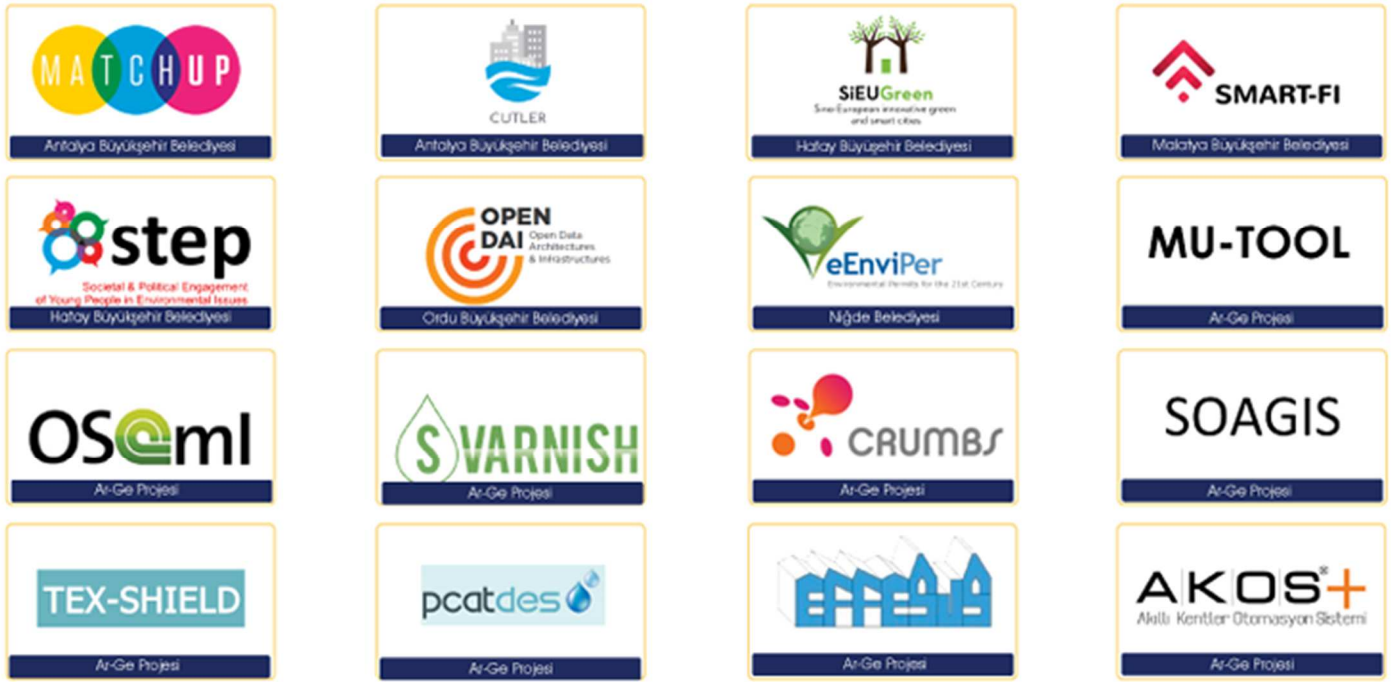 MATCHUP
Antalya Büyükşehir Belediyesi
CUTLER
Antalya Büyükşehir Belediyesi
SiEUGreen
Sino-European innovative green
and smart cities
Hatay Büyüşehir Belediyesi
SMART-FI
Malatya Büyükşehir Belediyesi
step
Societal & Political Engagement
of Young People in Environmental Issues
Hatay Büyükşehir Belediyesi
OPEN
DAI
Open Data
Architectures
& Infrastructures
Ordu Büyükşehir Belediyesi
eEnviPer
Environmental Permits for the 21st Century
Niğde Belediyesi
MU-TOOL
Ar-Ge Projesi
OS@ml
Ar-Ge Projesi
S VARNISH
Ar-Ge Projesi
CRUMBS
Ar-Ge Projesi
SOAGIS
Ar-Ge Projesi
TEX-SHIELD
Ar-Ge Projesi
pcatdes
Ar-Ge Projesi
EFFESUS
Ar-Ge Projesi
AKOS®+
Akıllı Kentler Otomasyon Sistemi
Ar-Ge Projesi